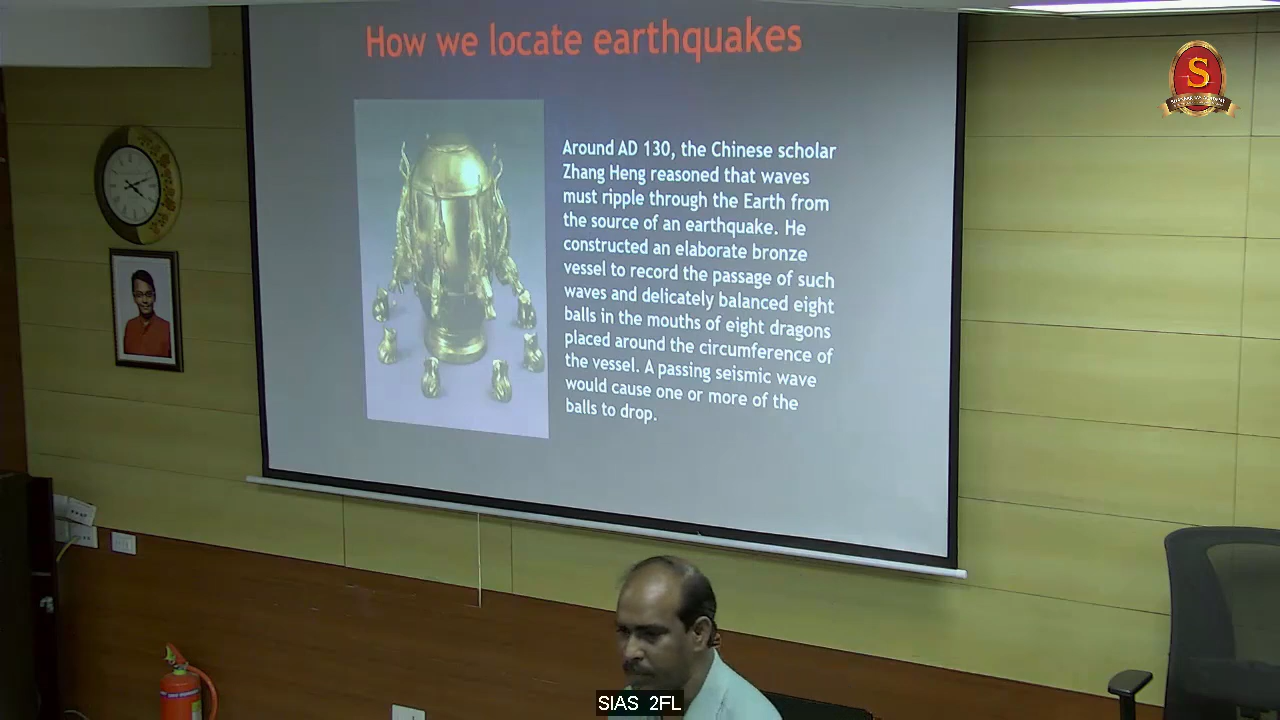 How we locate earthquakes
S
Around AD 130, the Chinese scholar
Zhang Heng reasoned that waves
must ripple through the Earth from
the source of an earthquake. He
constructed an elaborate bronze
vessel to record the passage of such
waves and delicately balanced eight
balls in the mouths of eight dragons
placed around the circumference of
the vessel. A passing seismic wave
would cause one or more of the
balls to drop.
SIAS 2FL